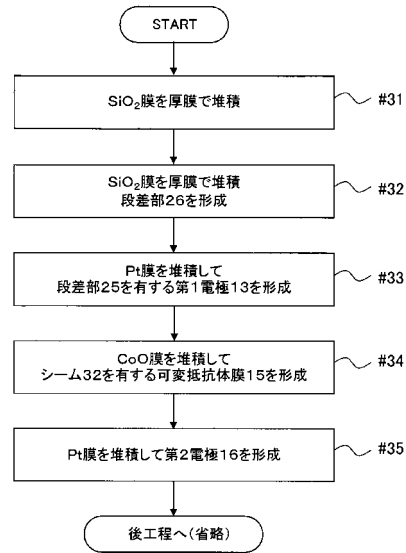 START
SiO₂膜を厚膜で堆積
#31
SiO₂膜を厚膜で堆積
段差部26を形成
#32
Pt膜を堆積して
段差部25を有する第1電極13を形成
#33
CoO膜を堆積して
シーム32を有する可変抵抗体膜15を形成
#34
Pt膜を堆積して第2電極16を形成
#35
後工程へ(省略)